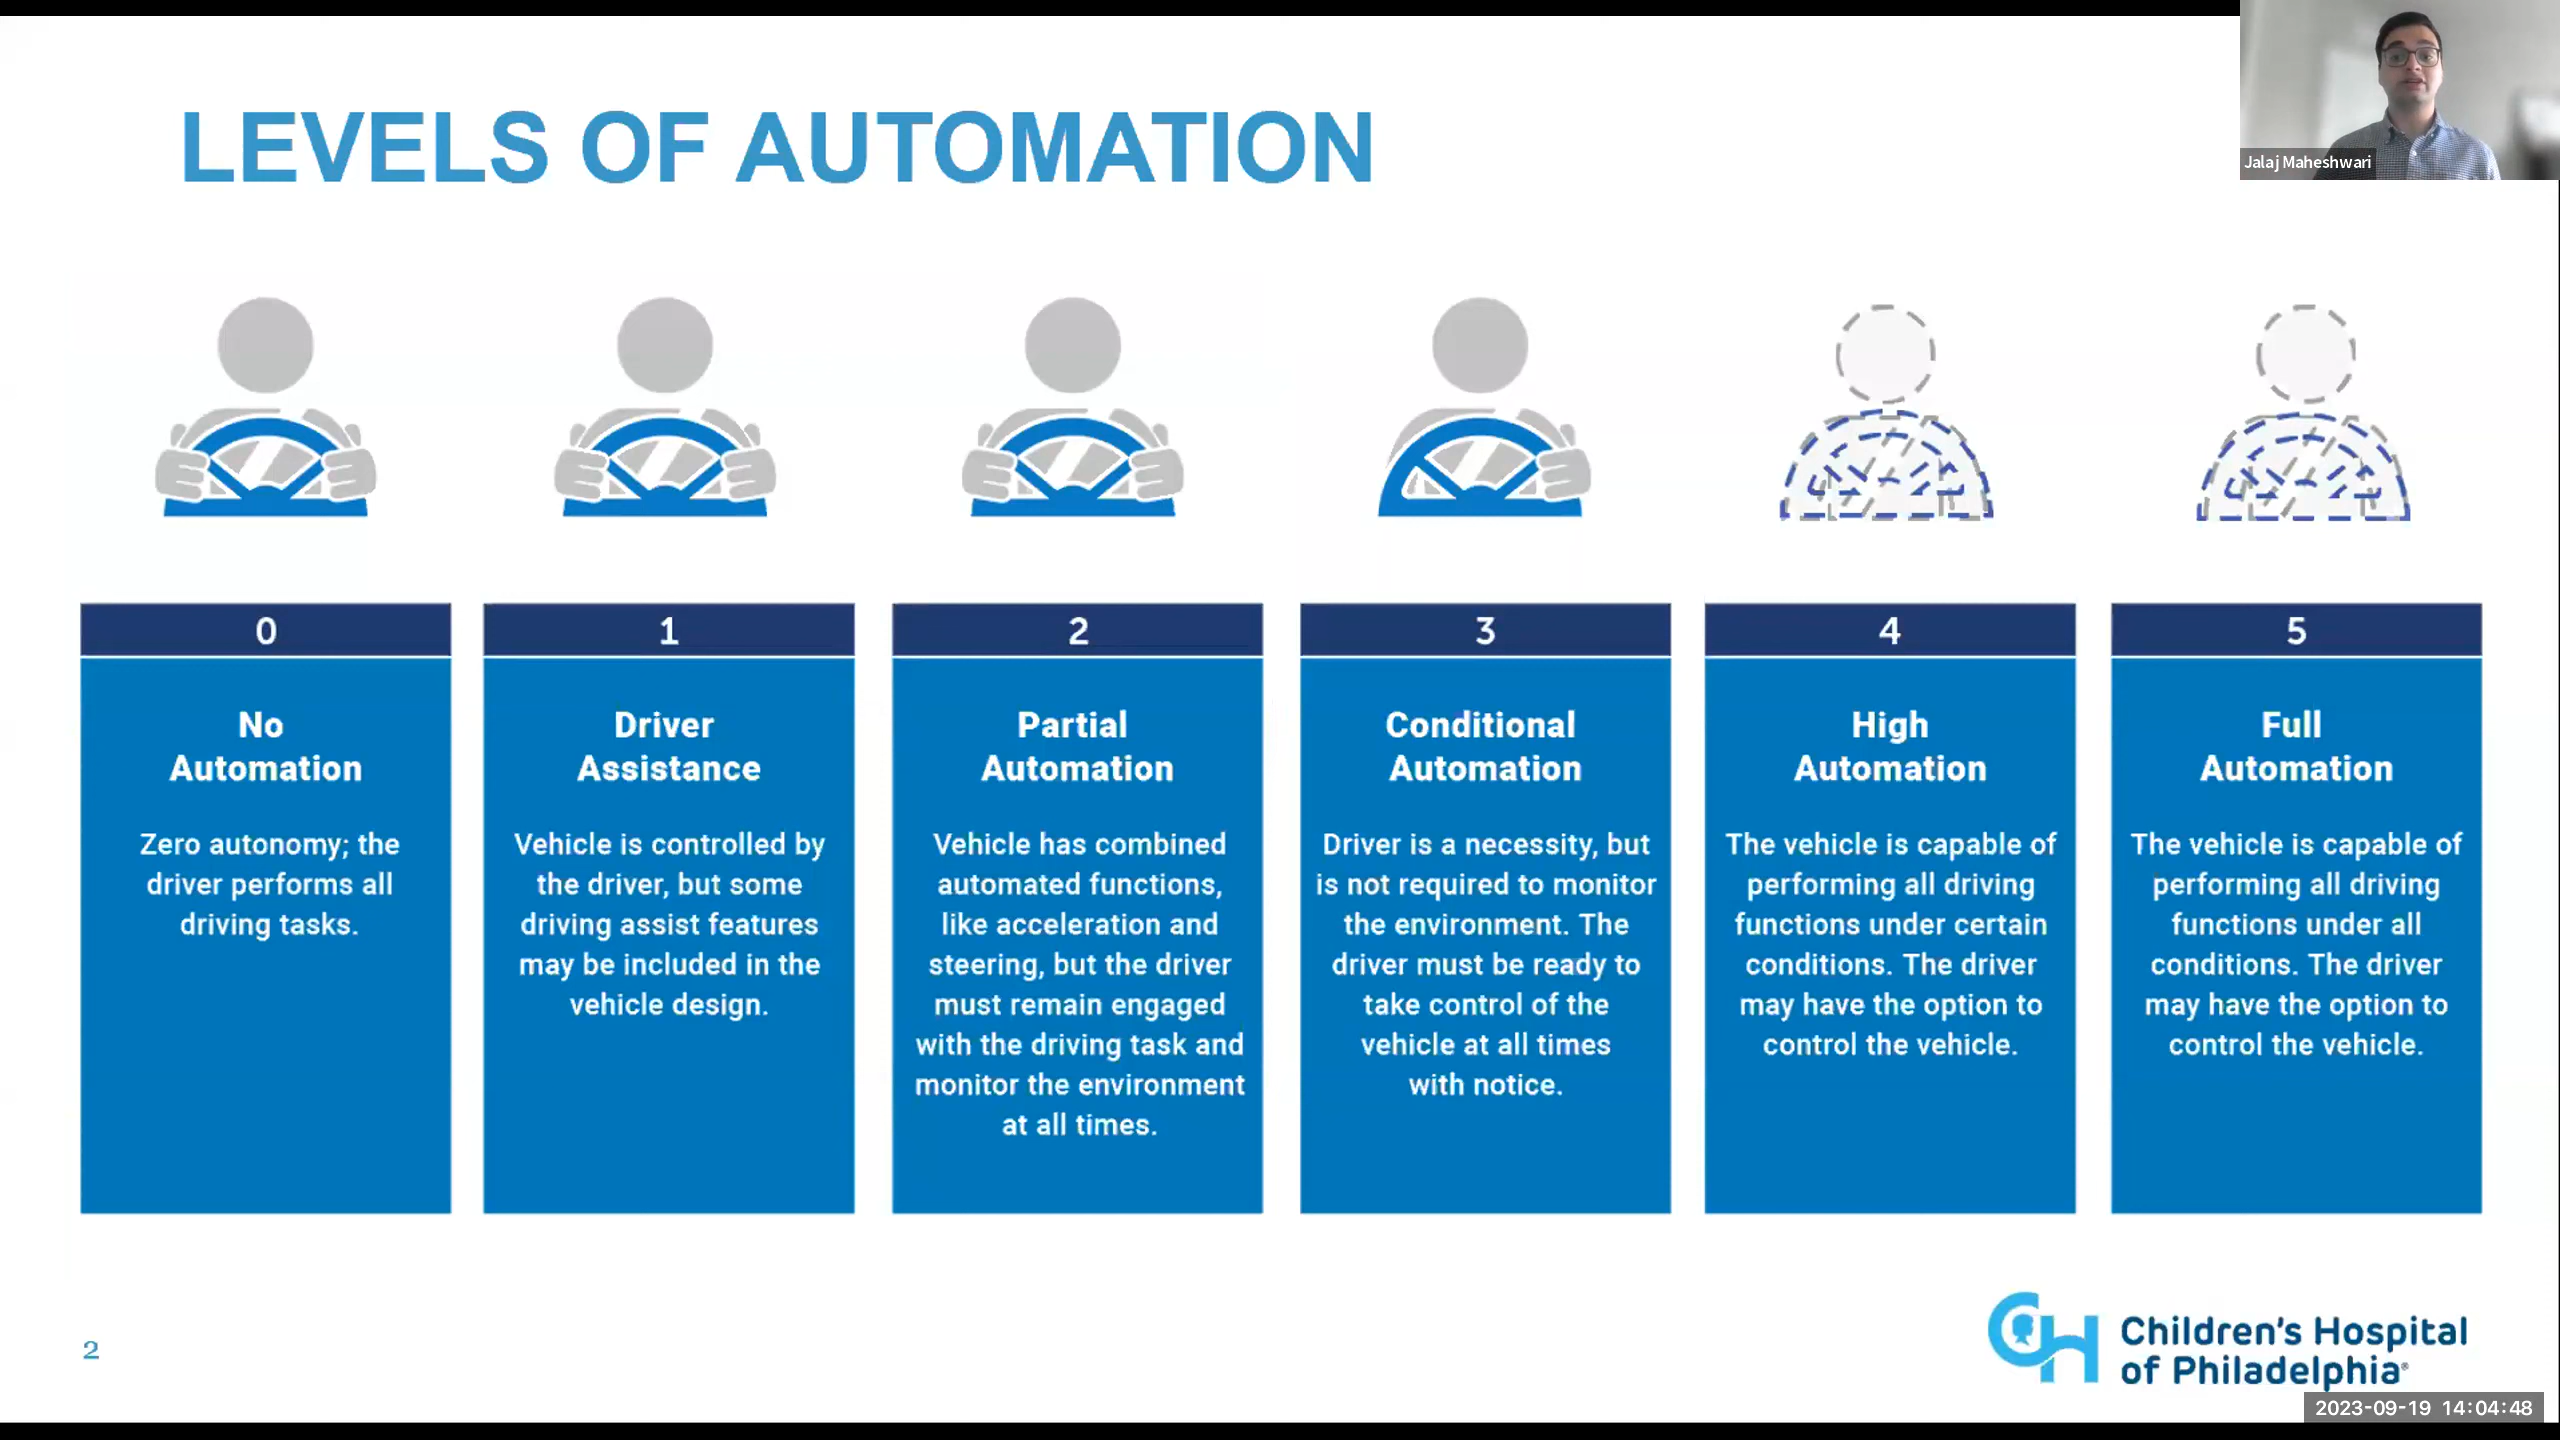 LEVELS OF AUTOMATION
Jalaj Maheshwari
0
No
Automation
Zero autonomy; the
driver performs all
driving tasks.
1
Driver
Assistance
Vehicle is controlled by
the driver, but some
driving assist features
may be included in the
vehicle design.
2
Partial
Automation
Vehicle has combined
automated functions,
like acceleration and
steering, but the driver
must remain engaged
with the driving task and
monitor the environment
at all times.
3
Conditional
Automation
Driver is a necessity, but
is not required to monitor
the environment. The
driver must be ready to
take control of the
vehicle at all times
with notice.
4
High
Automation
The vehicle is capable of
performing all driving
functions under certain
conditions. The driver
may have the option to
control the vehicle.
5
Full
Automation
The vehicle is capable of
performing all driving
functions under all
conditions. The driver
may have the option to
control the vehicle.
2
CH
Children's Hospital
of Philadelphia®
2023-09-19 14:04:48